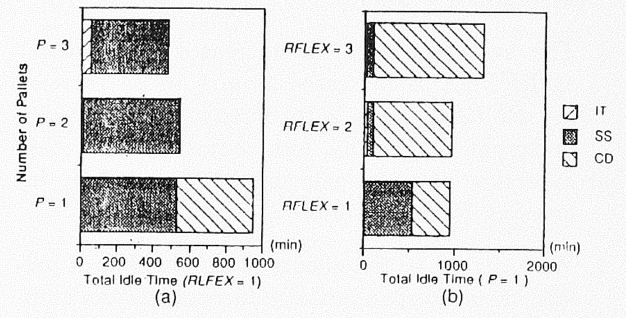 Number of Pallets
P = 3
P = 2
P = 1
0 200 400 600 800 1000 (min)
Total Idle Time (RLFEX = 1)
(a)
RFLEX = 3
RFLEX = 2
RFLEX = 1
0 1000 2000 (min)
Total Idle Time ( P = 1 )
(b)
IT
SS
CD